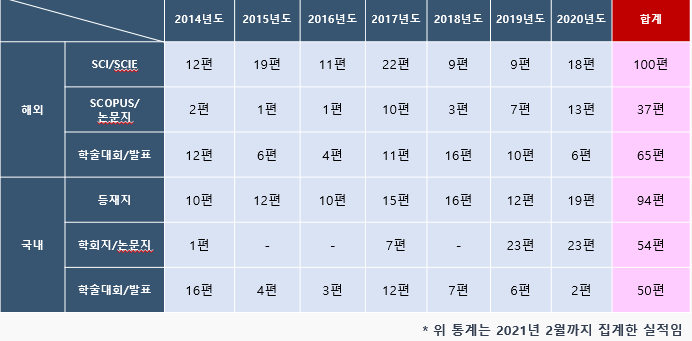 2014년도 2015년도 2016년도 2017년도 2018년도 2019년도 2020년도 합계
해외
SCI/SCIE 12편 19편 11편 22편 9편 9편 18편 100편
SCOPUS/
논문지 2편 1편 1편 10편 3편 7편 13편 37편
학술대회/발표 12편 6편 4편 11편 16편 10편 6편 65편
국내
등재지 10편 12편 10편 15편 16편 12편 19편 94편
학회지/논문지 1편 - - 7편 - 23편 23편 54편
학술대회/발표 16편 4편 3편 12편 7편 6편 2편 50편
* 위 통계는 2021년 2월까지 집계한 실적임